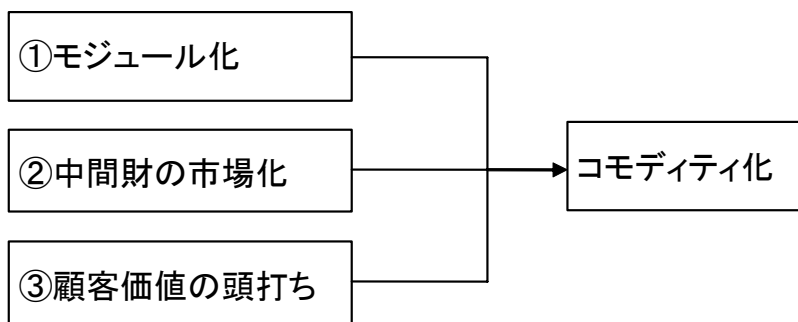 ①モジュール化
②中間財の市場化
コモディティ化
③顧客価値の頭打ち